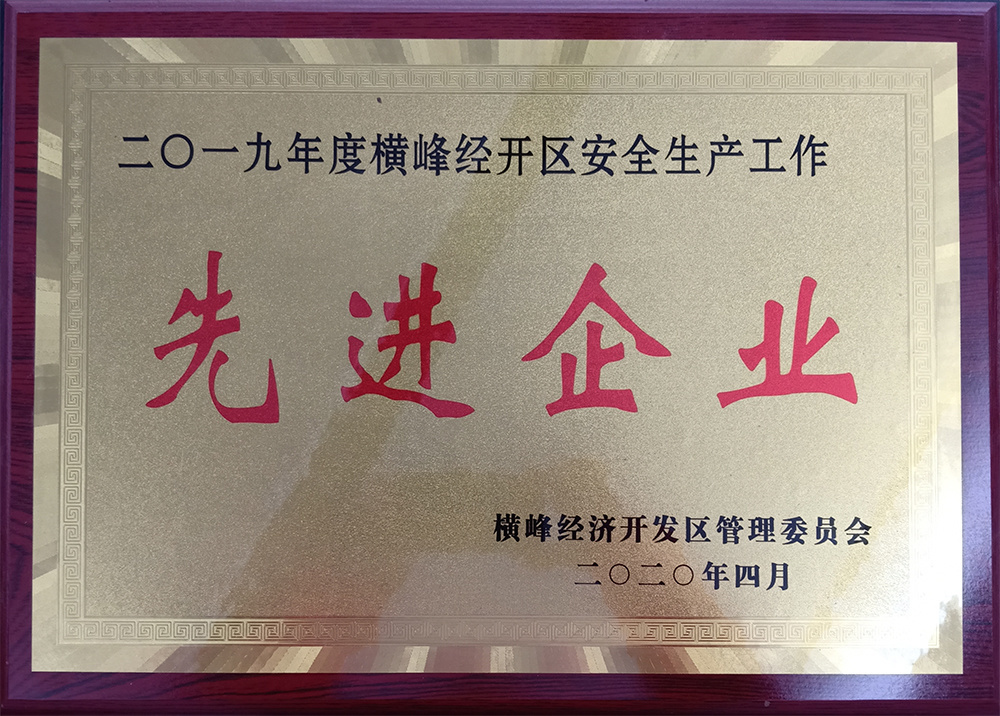 二〇一九年度横峰经开区安全生产工作
先进企业
横峰经济开发区管理委员会
二〇二〇年四月